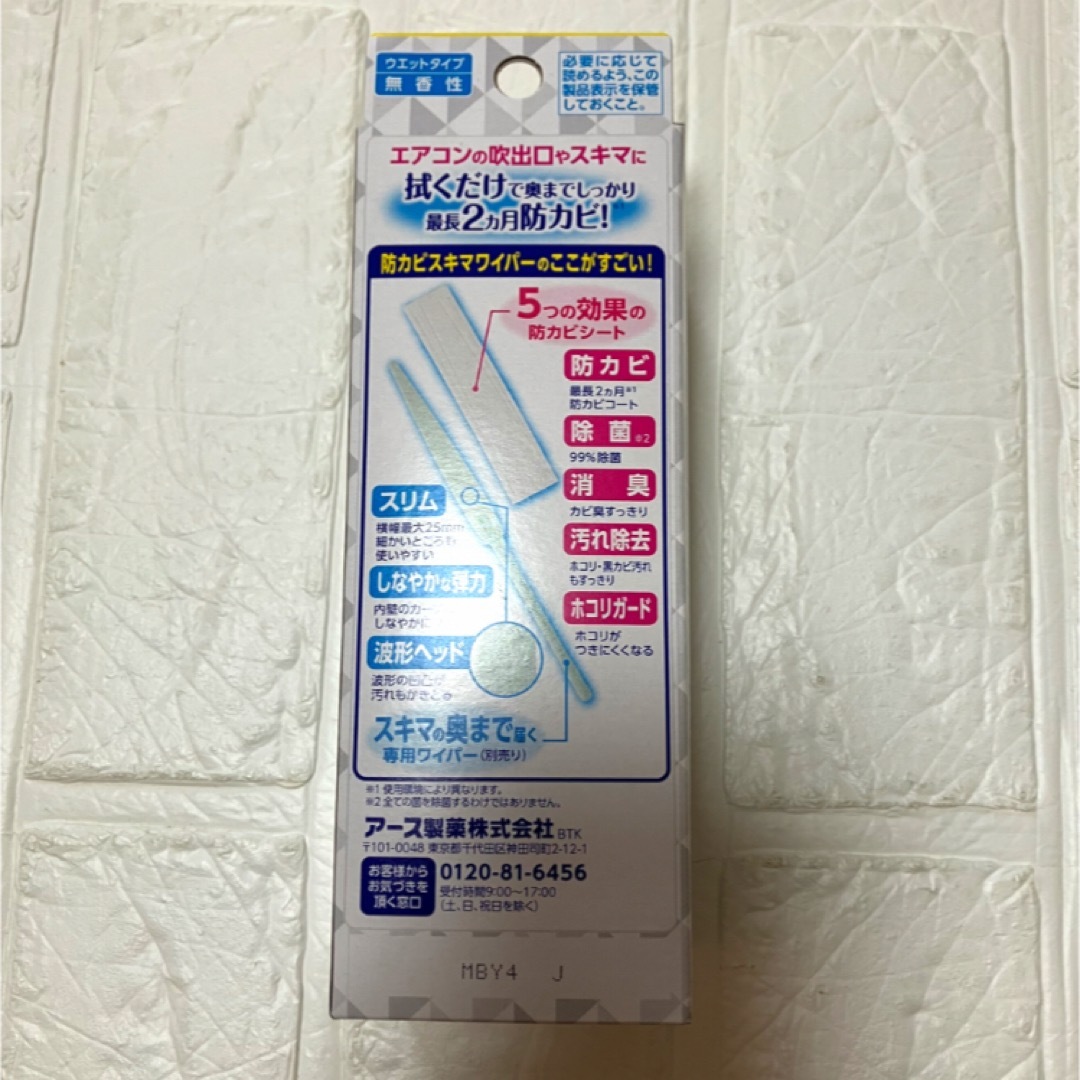 ウエットタイプ
無香性
必要に応じて
読めるよう、この
製品表示を保管
しておくこと。
エアコンの吹出口やスキマに
拭くだけで奥までしっかり
最長2ヵ月防カビ!
防カビスキマワイパーのここがすごい!
5つの効果の
防カビシート
防カビ
最長2ヵ月※1
防カビコート
除菌※2
99%除菌
消臭
カビ臭すっきり
汚れ除去
ホコリ・黒カビ汚れ
もすっきり
ホコリガード
ホコリが
つきにくくなる
スリム
横幅最大25mm
細かいところも
使いやすい
しなやかな弾力
内壁のカー
しなやかに
波形ヘッド
波形の凹凸が
汚れもかきとる
スキマの奥まで届く
専用ワイパー(別売り)
※1 使用環境により異なります。
※2 全ての菌を除菌するわけではありません。
アース製薬株式会社 BTK
〒101-0048 東京都千代田区神田司町2-12-1
お客様から
お気づきを
頂く窓口
0120-81-6456
受付時間9:00〜17:00
(土、日、祝日を除く)
MBY4 J